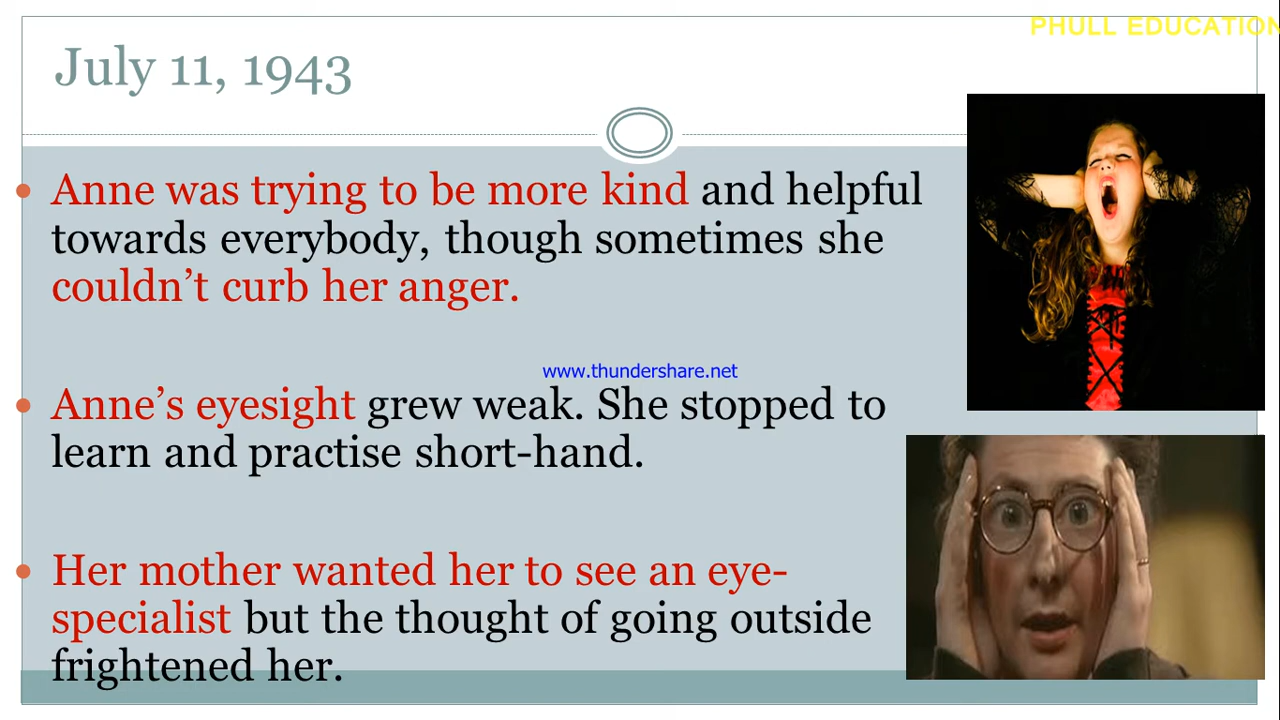 PHULL EDUCATION
July 11, 1943
• Anne was trying to be more kind and helpful
towards everybody, though sometimes she
couldn’t curb her anger.
www.thundershare.net
• Anne’s eyesight grew weak. She stopped to
learn and practise short-hand.
• Her mother wanted her to see an eye-
specialist but the thought of going outside
frightened her.